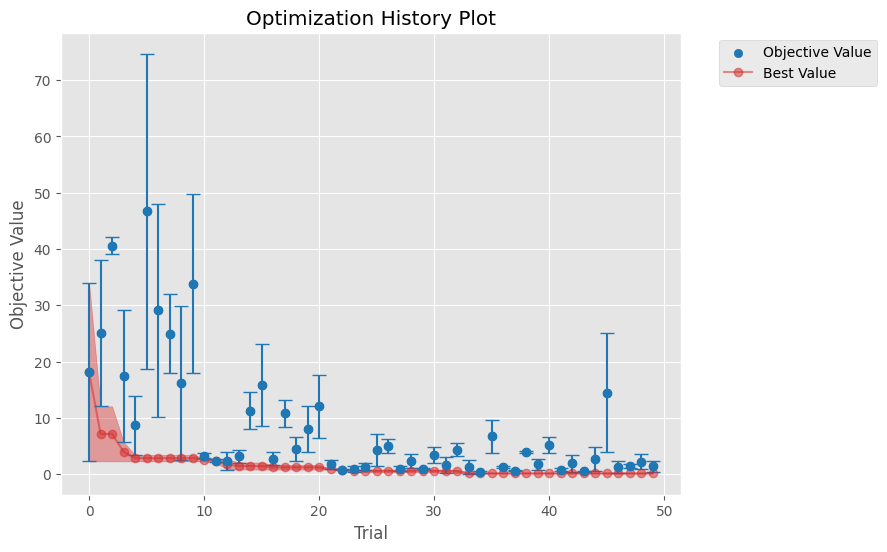 Optimization History Plot
Objective Value
Best Value
Objective Value
70
60
50
40
30
20
10
0
0 10 20 30 40 50
Trial